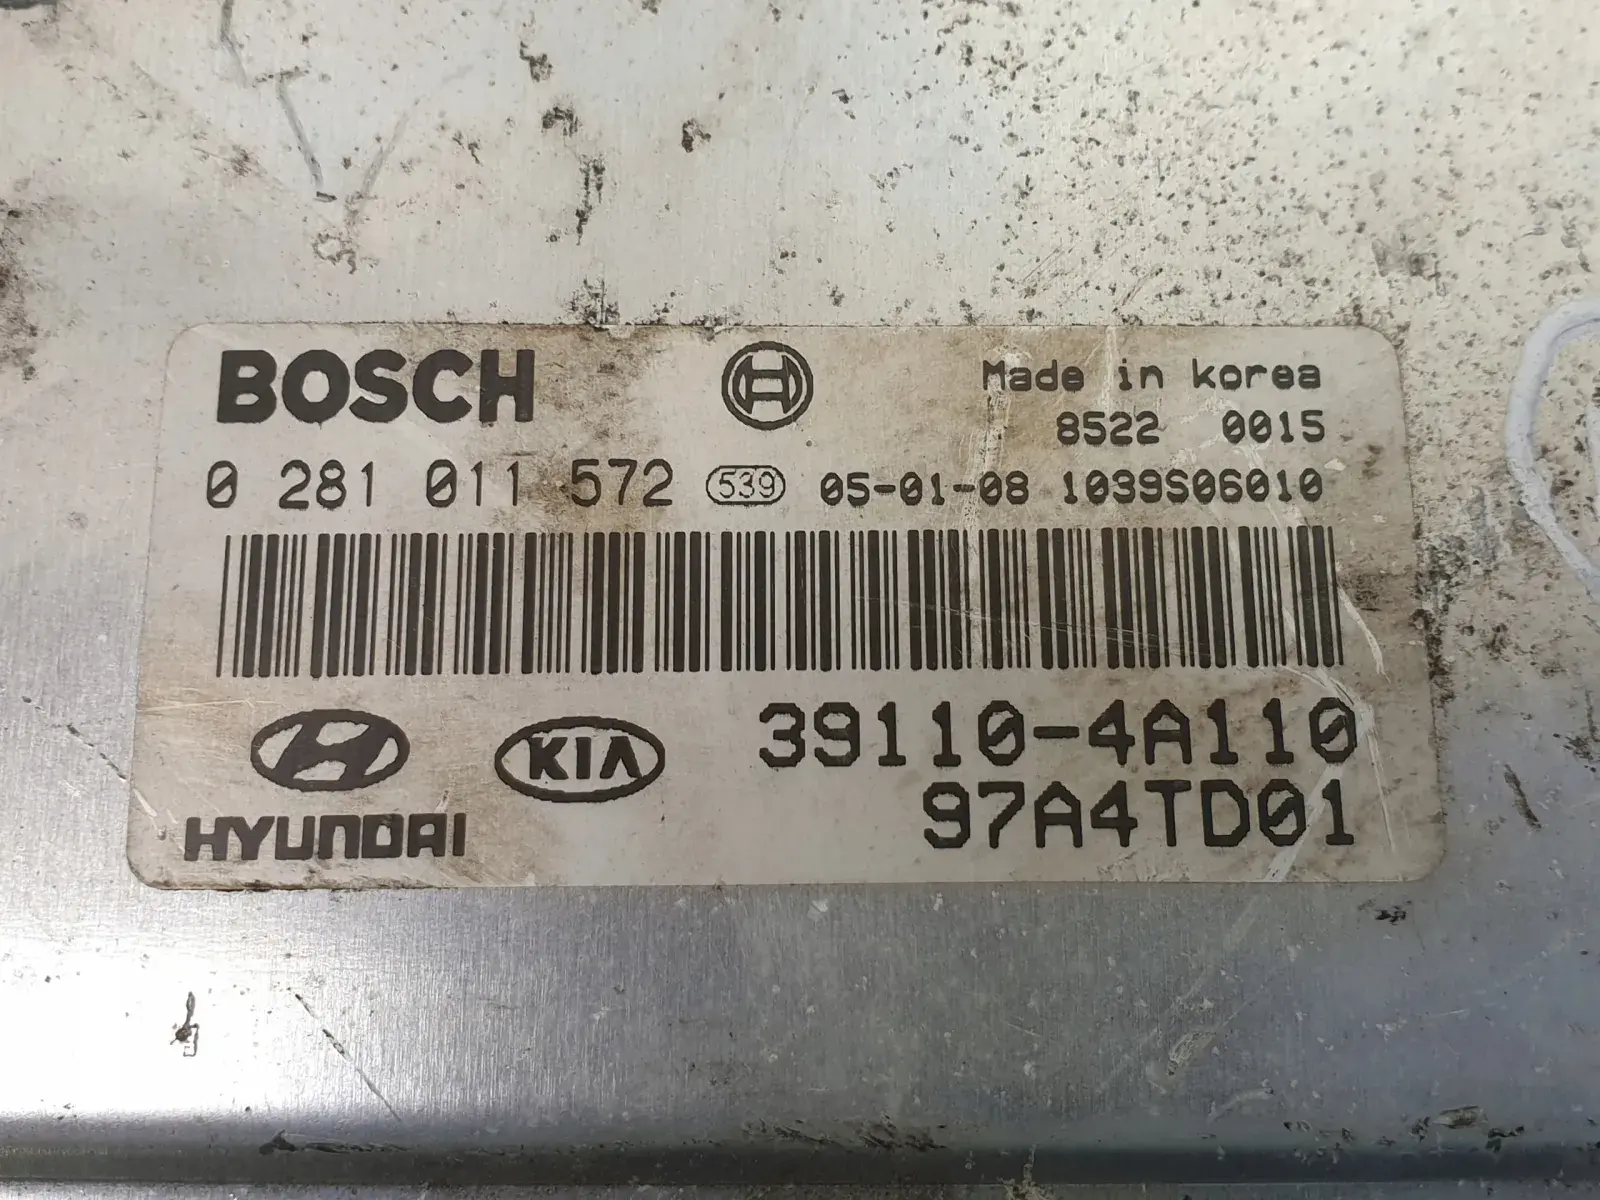 BOSCH
Made in korea
8522 0015
0 281 011 572 539 05-01-08 1039S06010
HYUNDAI
KIA
39110-4A110
97A4TD01